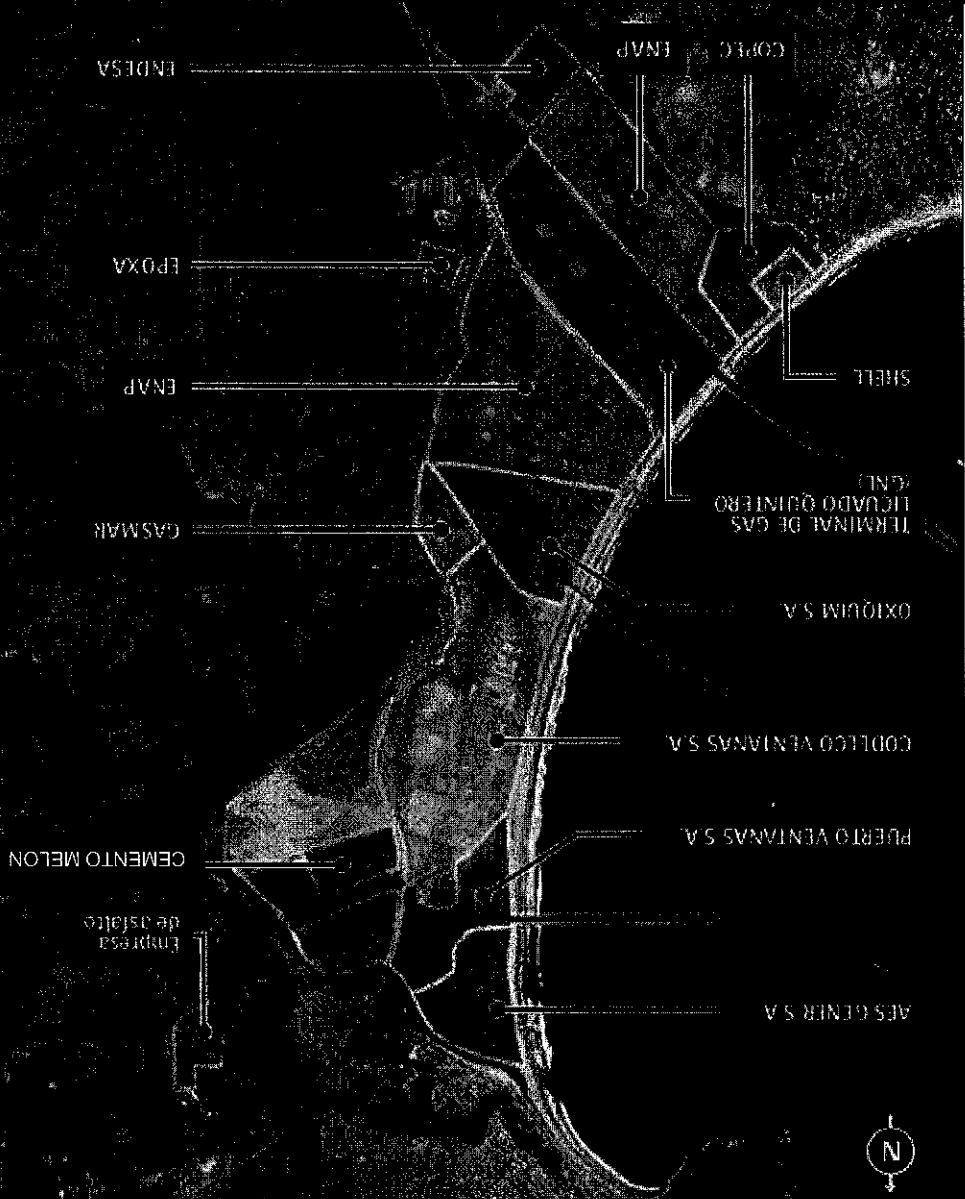 N
AES GENER S.A
PUERTO VENTANAS S.A.
CODELCO VENTANAS S.A.
OXIQUIM S.A.
TERMINAL DE GAS
LICUADO QUINTERO
(GNL)
SHELL
COPEC
ENAP
Empresa
de asfalto
CEMENTO MELON
GASMAR
ENAP
EPOXA
ENDESA